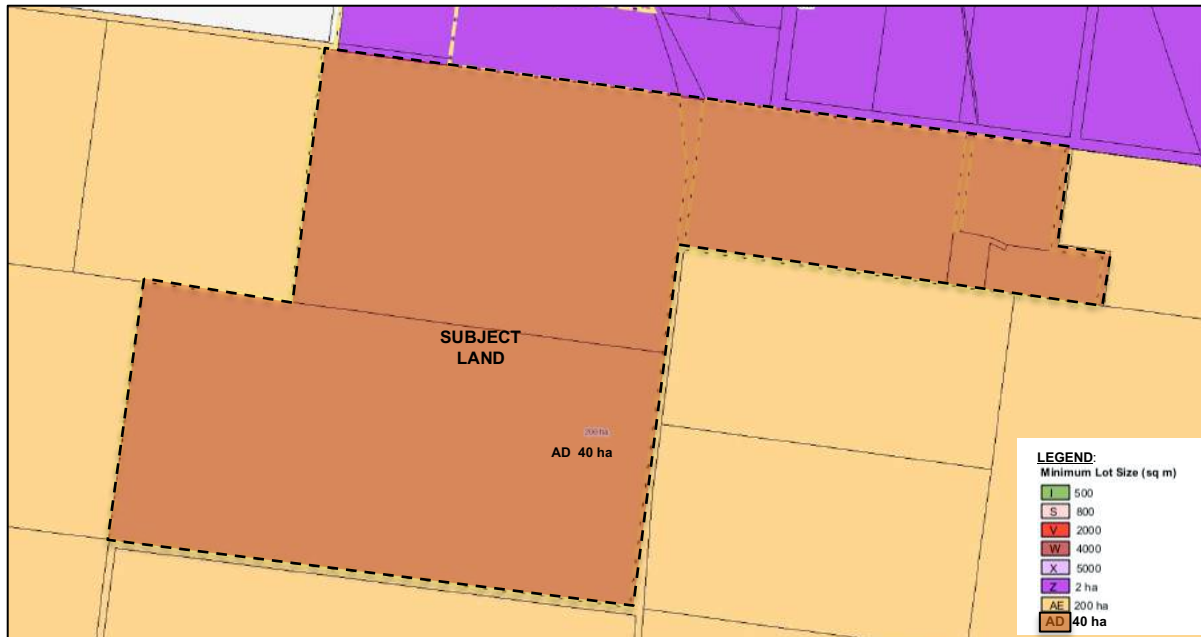 SUBJECT
LAND
200 ha
AD 40 ha
LEGEND:
Minimum Lot Size (sq m)
I 500
S 800
V 2000
W 4000
X 5000
Z 2 ha
AE 200 ha
AD 40 ha